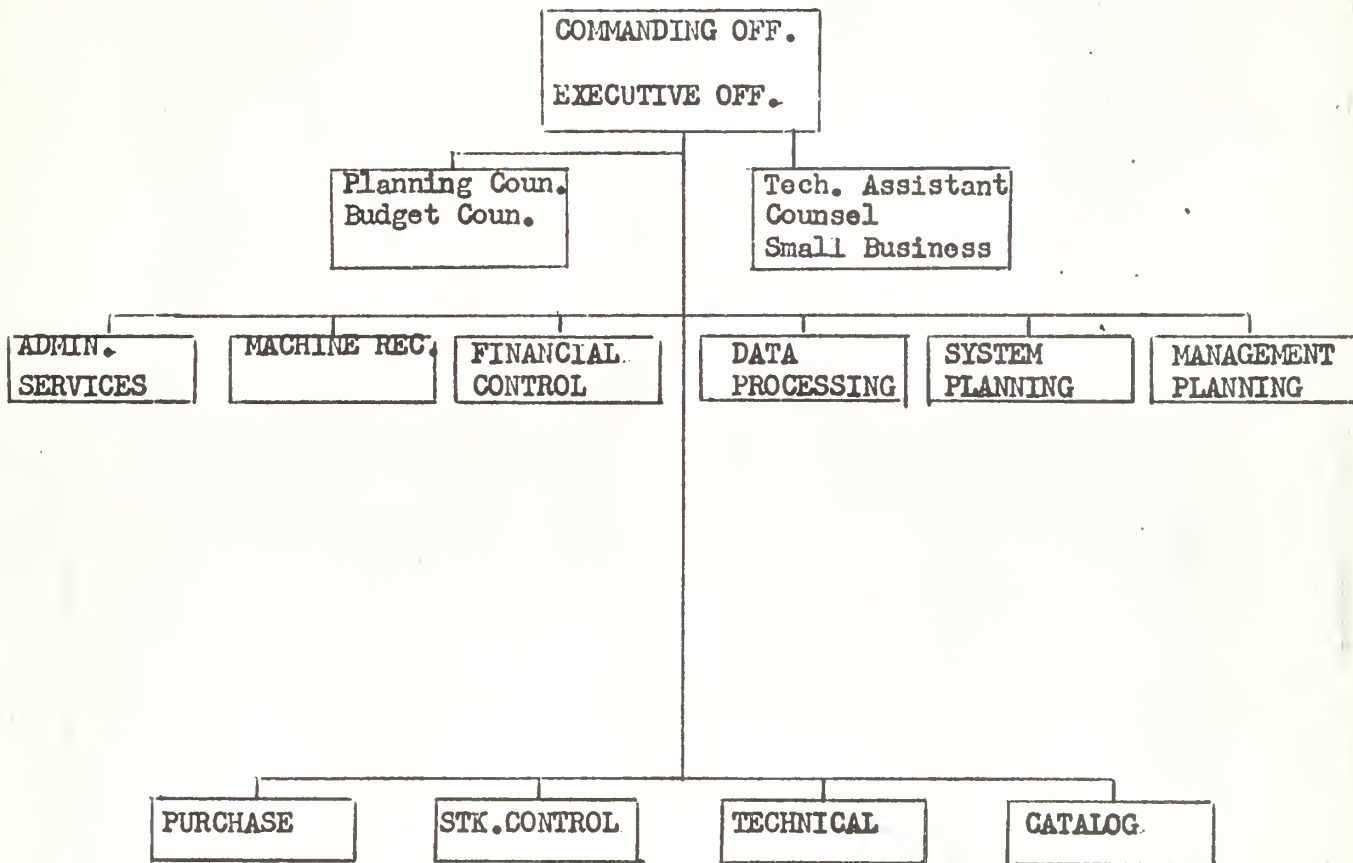 COMMANDING OFF.
EXECUTIVE OFF.
Planning Coun.
Budget Coun.
Tech. Assistant
Counsel
Small Business
ADMIN.
SERVICES
MACHINE REC.
FINANCIAL
CONTROL
DATA
PROCESSING
SYSTEM
PLANNING
MANAGEMENT
PLANNING
PURCHASE
STK.CONTROL
TECHNICAL
CATALOG